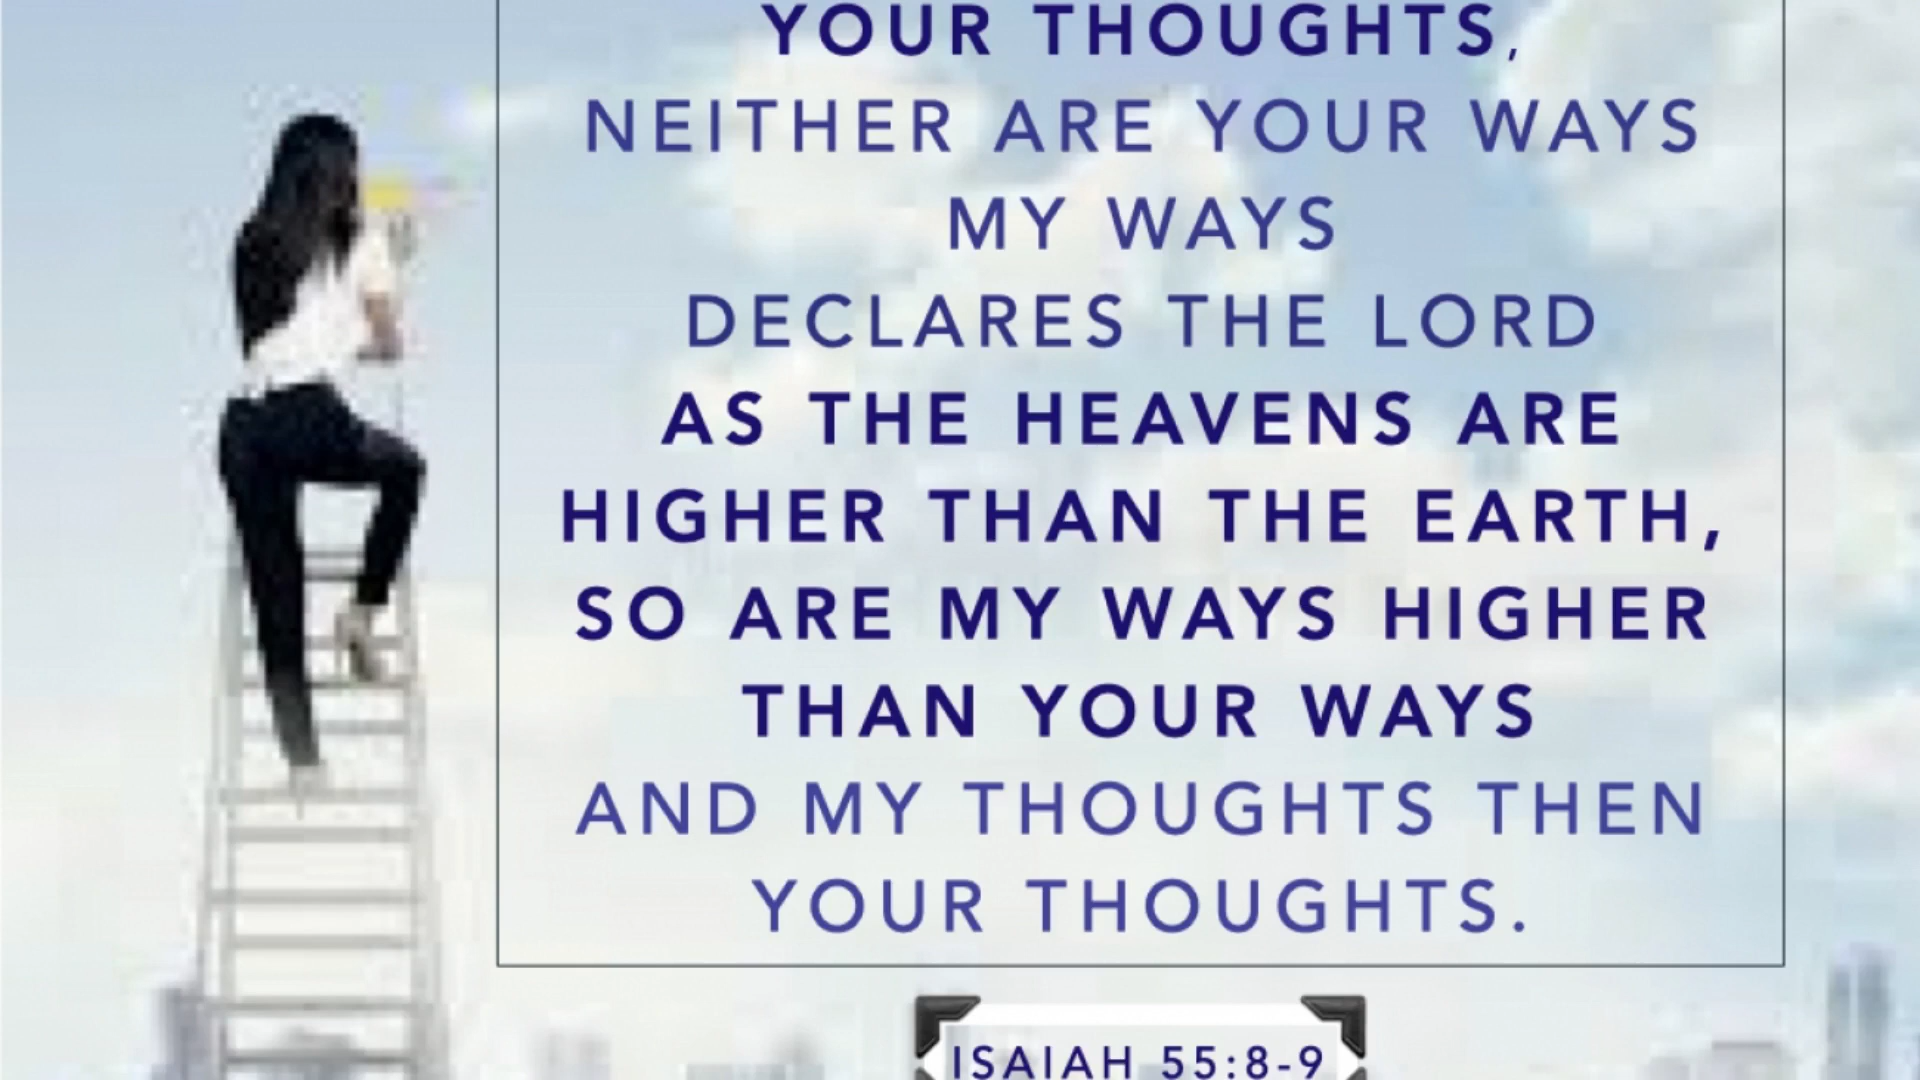 YOUR THOUGHTS,
NEITHER ARE YOUR WAYS
MY WAYS
DECLARES THE LORD
AS THE HEAVENS ARE
HIGHER THAN THE EARTH,
SO ARE MY WAYS HIGHER
THAN YOUR WAYS
AND MY THOUGHTS THEN
YOUR THOUGHTS.
ISAIAH 55:8-9